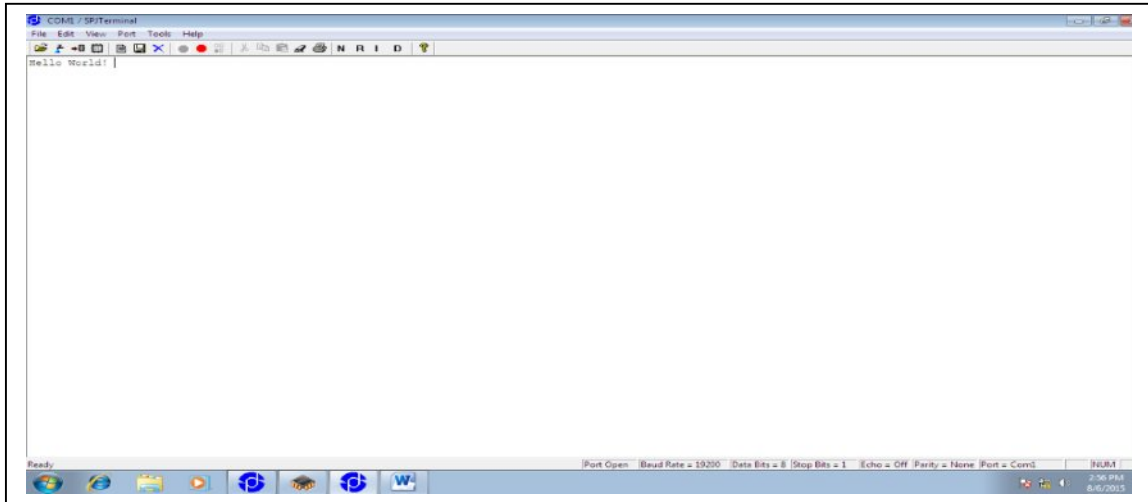 COM1 / SPJTerminal
File Edit View Port Tools Help
N R I D
Hello World!
Ready Port Open Baud Rate = 19200 Data Bits = 8 Stop Bits = 1 Echo = Off Parity = None Port = Com1 NUM
W
2:56 PM
8/6/2015